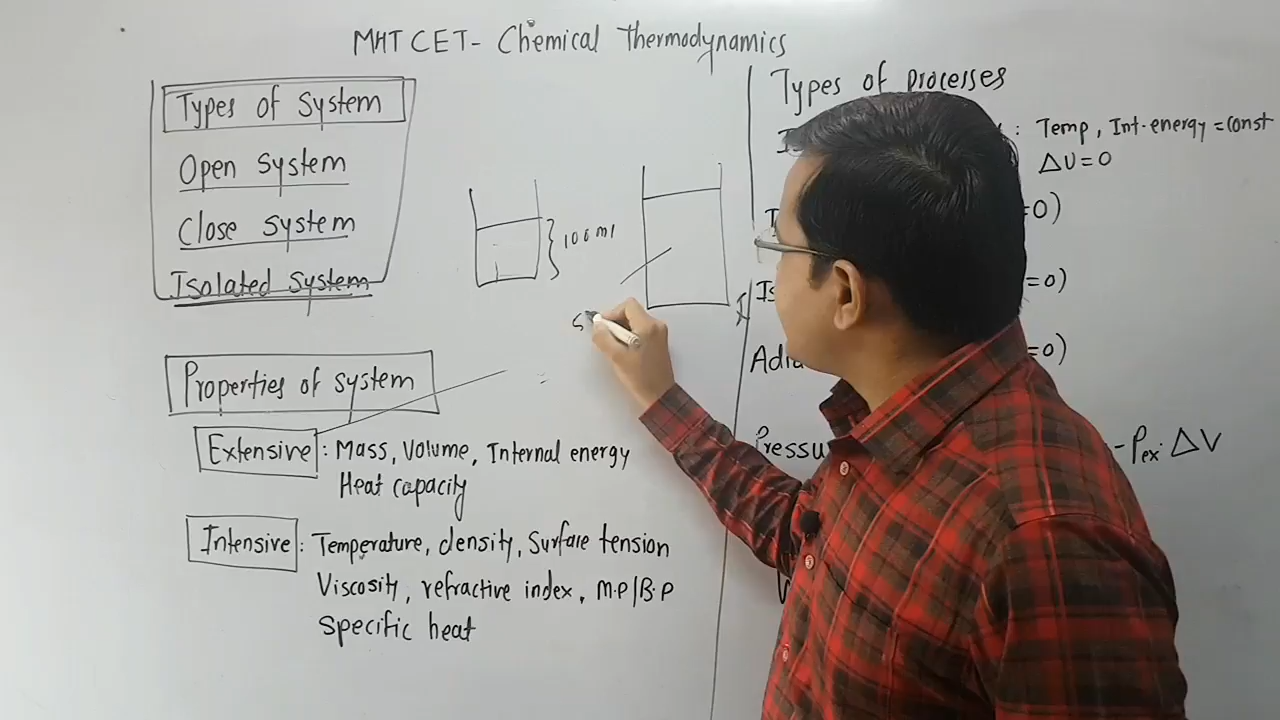 MHT CET- Chemical Thermodynamics
Types of System
Open System
Close System
Isolated System
100 ml
Properties of system
Extensive : Mass, Volume, Internal energy
Heat capacity
Intensive : Temperature, density, Surface tension
Viscosity, refractive index, M.P/B.P
Specific heat
Types of processes
: Temp, Int. energy = const
ΔU = 0
=0)
=0)
=0)
- Pex. ΔV